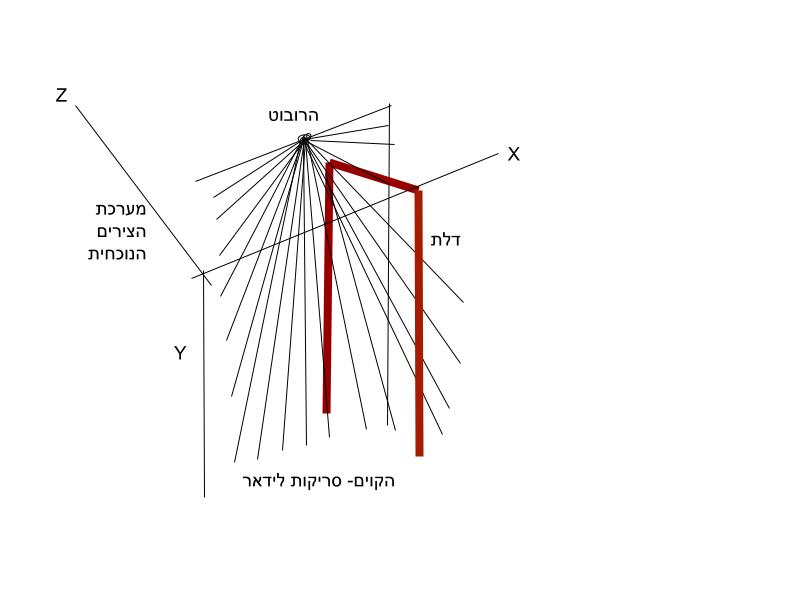 Z
הרובוט
X
מערכת
הצירים
הנוכחית
דלת
Y
הקוים- סריקות לידאר